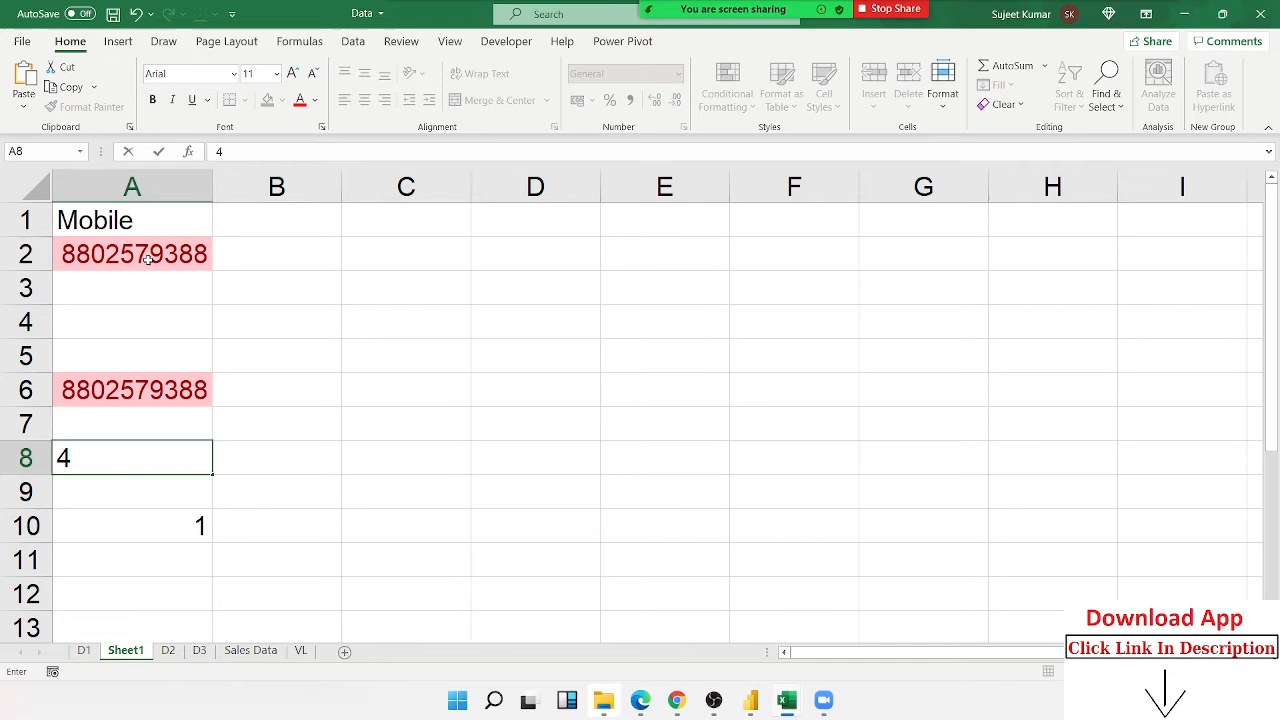 AutoSave Off
Data
Search
You are screen sharing
Stop Share
Sujeet Kumar SK
File Home Insert Draw Page Layout Formulas Data Review View Developer Help Power Pivot Share Comments
Paste Cut Copy Format Painter
Clipboard
Arial 11
B I U
Font
Wrap Text
Merge & Center
Alignment
General
Number
Conditional Formatting Format as Table Cell Styles
Styles
Insert Delete Format
Cells
AutoSum Fill Clear
Sort & Filter Find & Select
Editing
Analyze Data
Analysis
Paste as Hyperlink
New Group
A8 fx 4
A B C D E F G H I
1 Mobile
2 8802579388
3
4
5
6 8802579388
7
8 4
9
10 1
11
12
13
Download App
Click Link In Description
D1 Sheet1 D2 D3 Sales Data VL
Enter